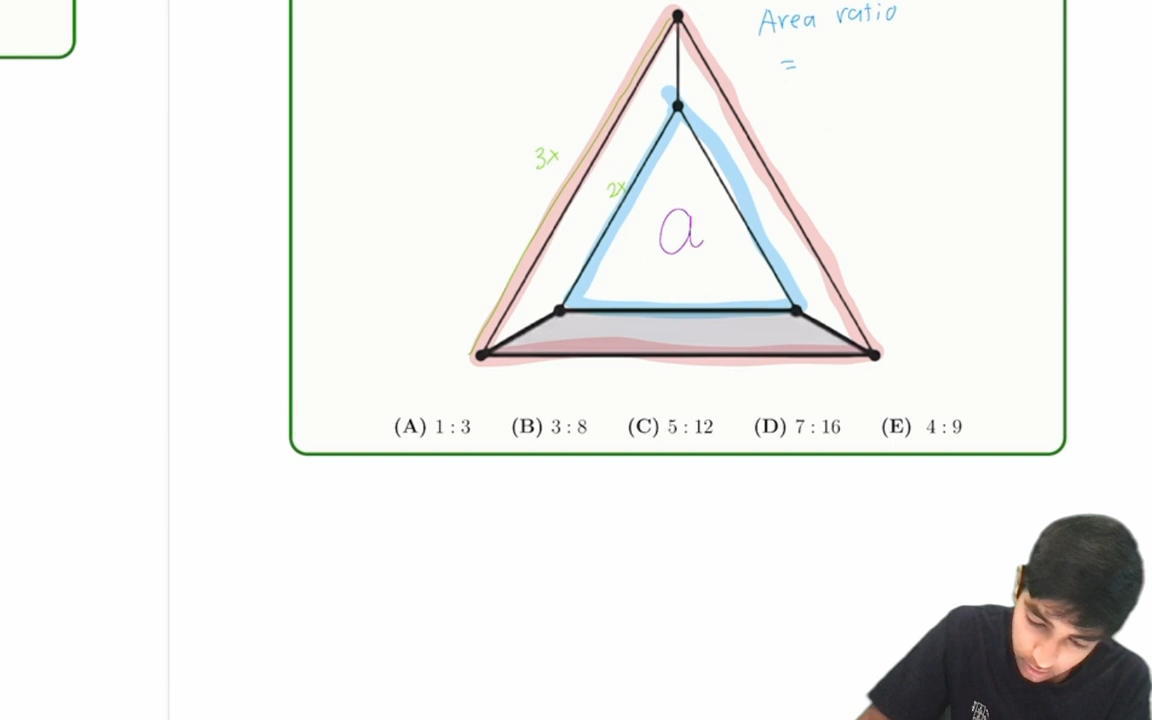 Area ratio
=
3x
2x
a
(A) 1 : 3 (B) 3 : 8 (C) 5 : 12 (D) 7 : 16 (E) 4 : 9